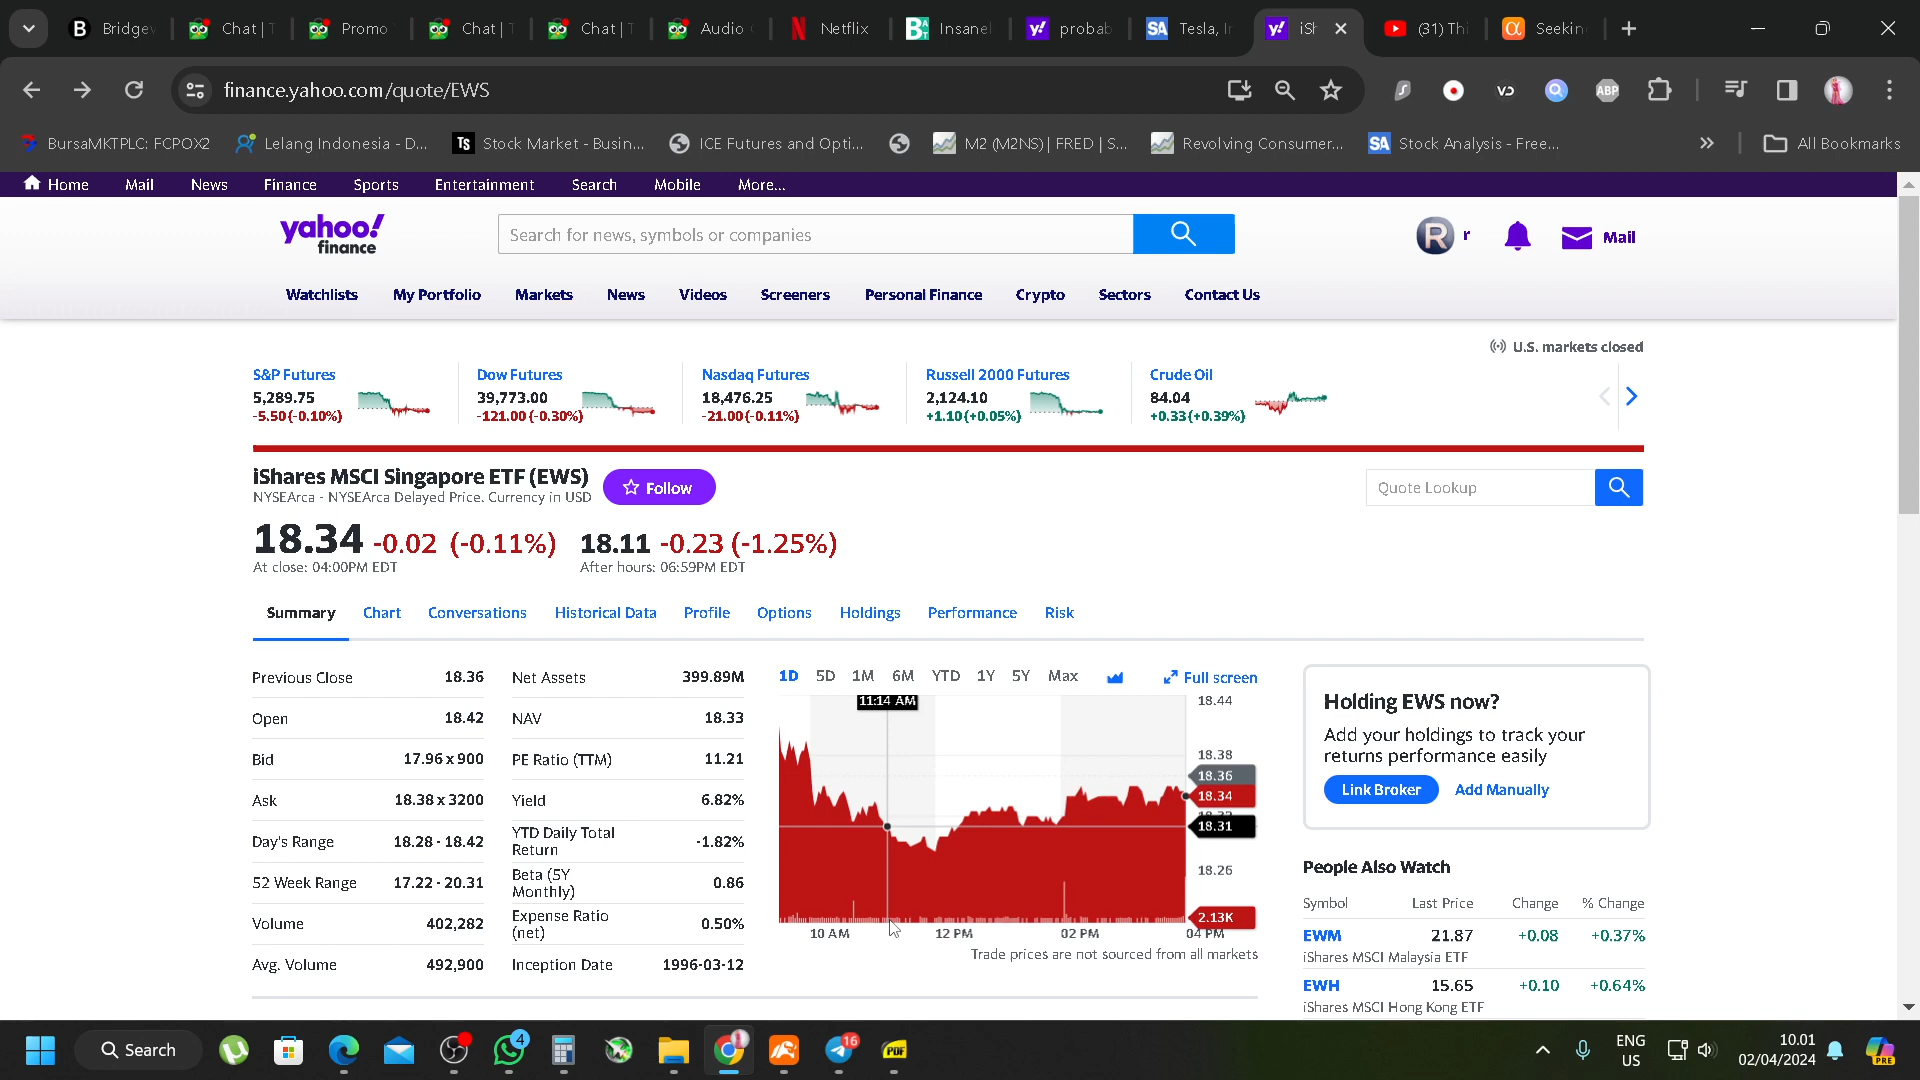 Bridgew
Chat | T
Promo
Chat | T
Chat | T
Audio
Netflix
Insane
probab
Tesla, I
iSh
(31) Thi
Seekin
finance.yahoo.com/quote/EWS
ABP
BursaMKTPLC: FCPOX2
Lelang Indonesia - D...
Ts Stock Market - Busin...
ICE Futures and Opti...
M2 (M2NS) | FRED | S...
Revolving Consumer...
SA Stock Analysis - Free...
All Bookmarks
Home Mail News Finance Sports Entertainment Search Mobile More...
yahoo!
finance
Search for news, symbols or companies
R r
Mail
Watchlists My Portfolio Markets News Videos Screeners Personal Finance Crypto Sectors Contact Us
U.S. markets closed
S&P Futures
5,289.75
-5.50 (-0.10%)
Dow Futures
39,773.00
-121.00 (-0.30%)
Nasdaq Futures
18,476.25
-21.00 (-0.11%)
Russell 2000 Futures
2,124.10
+1.10 (+0.05%)
Crude Oil
84.04
+0.33 (+0.39%)
iShares MSCI Singapore ETF (EWS)
NYSEArca - NYSEArca Delayed Price. Currency in USD
Follow
Quote Lookup
18.34 -0.02 (-0.11%)
At close: 04:00PM EDT
18.11 -0.23 (-1.25%)
After hours: 06:59PM EDT
Summary Chart Conversations Historical Data Profile Options Holdings Performance Risk
Previous Close 18.36
Open 18.42
Bid 17.96 x 900
Ask 18.38 x 3200
Day's Range 18.28 - 18.42
52 Week Range 17.22 - 20.31
Volume 402,282
Avg. Volume 492,900
Net Assets 399.89M
NAV 18.33
PE Ratio (TTM) 11.21
Yield 6.82%
YTD Daily Total
Return -1.82%
Beta (5Y
Monthly) 0.86
Expense Ratio
(net) 0.50%
Inception Date 1996-03-12
1D 5D 1M 6M YTD 1Y 5Y Max
Full screen
11:14 AM
18.44
18.38
18.36
18.34
18.31
18.26
2.13K
10 AM 12 PM 02 PM 04 PM
Trade prices are not sourced from all markets
Holding EWS now?
Add your holdings to track your
returns performance easily
Link Broker Add Manually
People Also Watch
Symbol Last Price Change % Change
EWM 21.87 +0.08 +0.37%
iShares MSCI Malaysia ETF
EWH 15.65 +0.10 +0.64%
iShares MSCI Hong Kong ETF
Search
4
16
PDF
ENG
US
10.01
02/04/2024
PRE